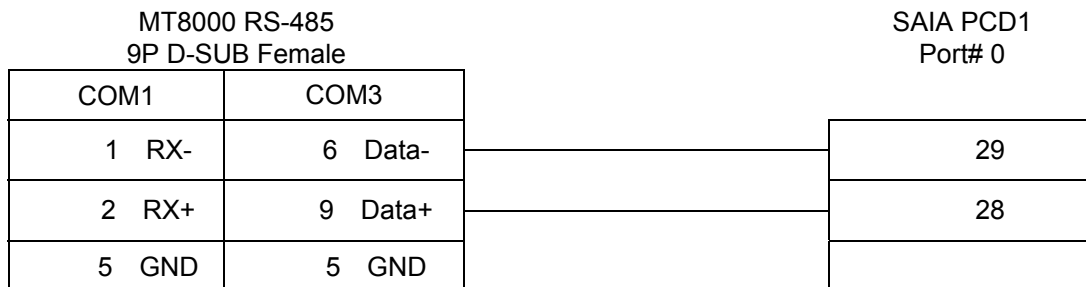 MT8000 RS-485
9P D-SUB Female
SAIA PCD1
Port# 0
COM1 COM3
1 RX- 6 Data- 29
2 RX+ 9 Data+ 28
5 GND 5 GND